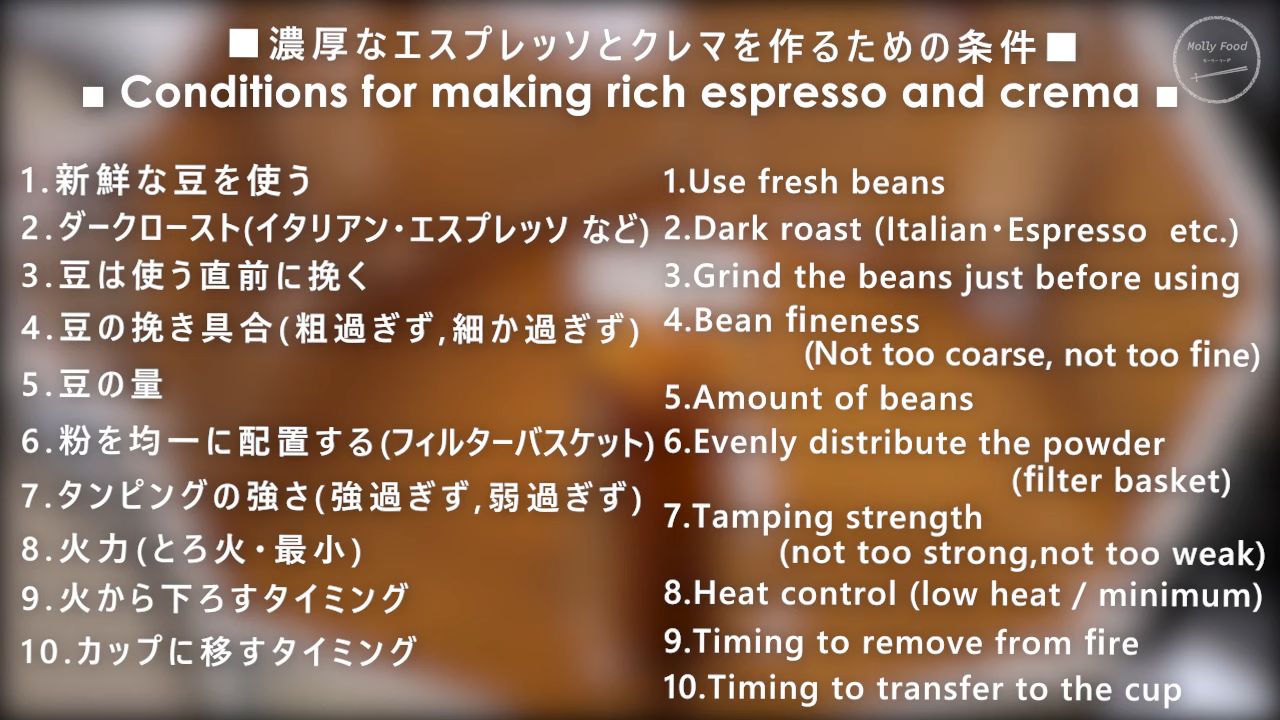 ■濃厚なエスプレッソとクレマを作るための条件■
■ Conditions for making rich espresso and crema ■
Molly Food
モーリーフード
1.新鮮な豆を使う
2.ダークロースト(イタリアン・エスプレッソ など)
3.豆は使う直前に挽く
4.豆の挽き具合(粗過ぎず,細か過ぎず)
5.豆の量
6.粉を均一に配置する(フィルターバスケット)
7.タンピングの強さ(強過ぎず,弱過ぎず)
8.火力(とろ火・最小)
9.火から下ろすタイミング
10.カップに移すタイミング
1.Use fresh beans
2.Dark roast (Italian・Espresso etc.)
3.Grind the beans just before using
4.Bean fineness
(Not too coarse, not too fine)
5.Amount of beans
6.Evenly distribute the powder
(filter basket)
7.Tamping strength
(not too strong,not too weak)
8.Heat control (low heat / minimum)
9.Timing to remove from fire
10.Timing to transfer to the cup